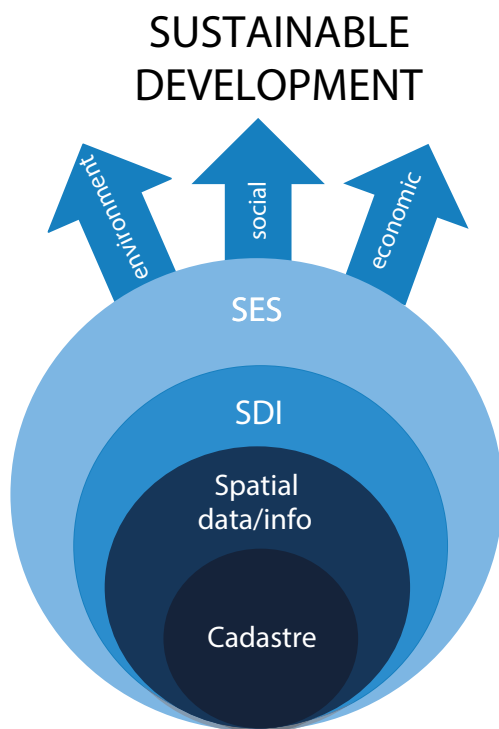 SUSTAINABLE
DEVELOPMENT
environment
social
economic
SES
SDI
Spatial
data/info
Cadastre